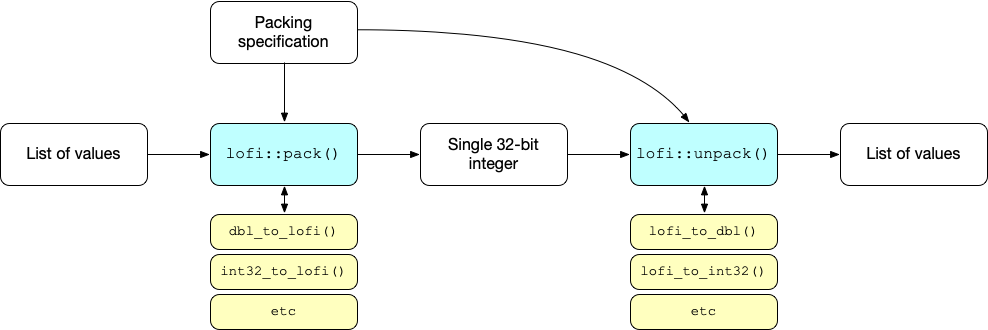 Packing
specification
List of values
lofi::pack()
Single 32-bit
integer
lofi::unpack()
List of values
dbl_to_lofi()
lofi_to_dbl()
int32_to_lofi()
lofi_to_int32()
etc
etc